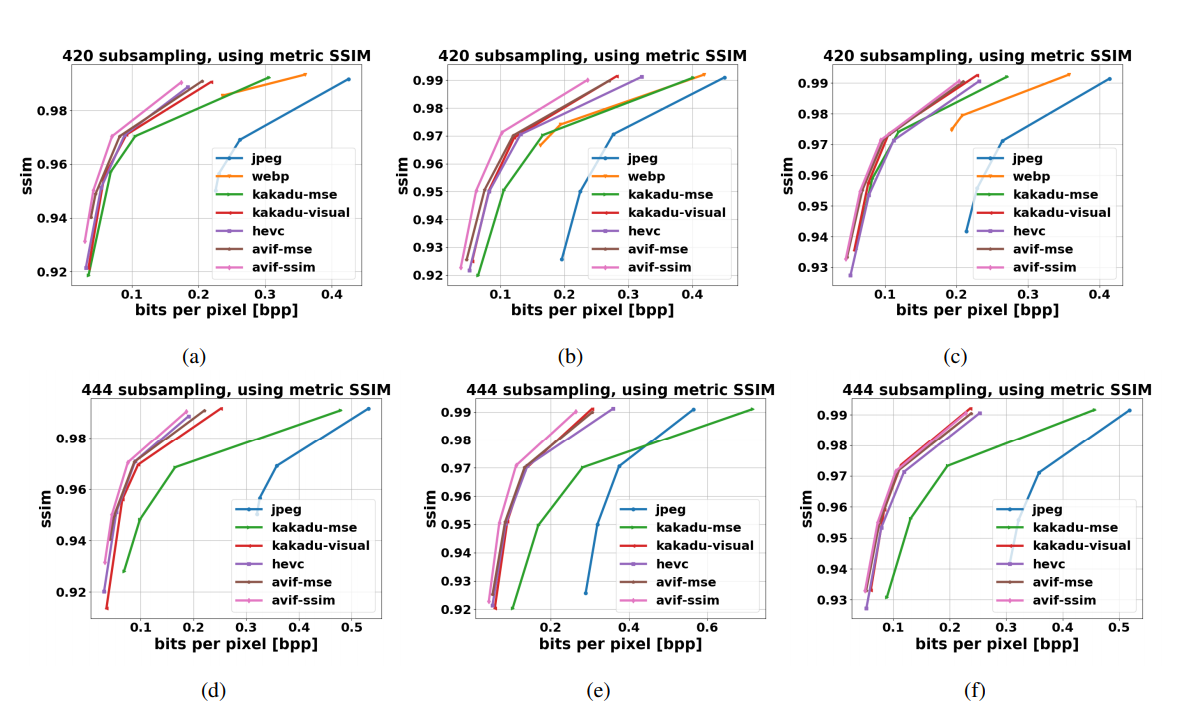 420 subsampling, using metric SSIM
0.98
0.96
0.94
0.92
ssim
jpeg
webp
kakadu-mse
kakadu-visual
hevc
avif-mse
avif-ssim
0.1 0.2 0.3 0.4
bits per pixel [bpp]
(a)
420 subsampling, using metric SSIM
0.99
0.98
0.97
0.96
0.95
0.94
0.93
0.92
ssim
jpeg
webp
kakadu-mse
kakadu-visual
hevc
avif-mse
avif-ssim
0.1 0.2 0.3 0.4
bits per pixel [bpp]
(b)
420 subsampling, using metric SSIM
0.99
0.98
0.97
0.96
0.95
0.94
0.93
ssim
jpeg
webp
kakadu-mse
kakadu-visual
hevc
avif-mse
avif-ssim
0.1 0.2 0.3 0.4
bits per pixel [bpp]
(c)
444 subsampling, using metric SSIM
0.98
0.96
0.94
0.92
ssim
jpeg
kakadu-mse
kakadu-visual
hevc
avif-mse
avif-ssim
0.1 0.2 0.3 0.4 0.5
bits per pixel [bpp]
(d)
444 subsampling, using metric SSIM
0.99
0.98
0.97
0.96
0.95
0.94
0.93
0.92
ssim
jpeg
kakadu-mse
kakadu-visual
hevc
avif-mse
avif-ssim
0.2 0.4 0.6
bits per pixel [bpp]
(e)
444 subsampling, using metric SSIM
0.99
0.98
0.97
0.96
0.95
0.94
0.93
ssim
jpeg
kakadu-mse
kakadu-visual
hevc
avif-mse
avif-ssim
0.1 0.2 0.3 0.4 0.5
bits per pixel [bpp]
(f)